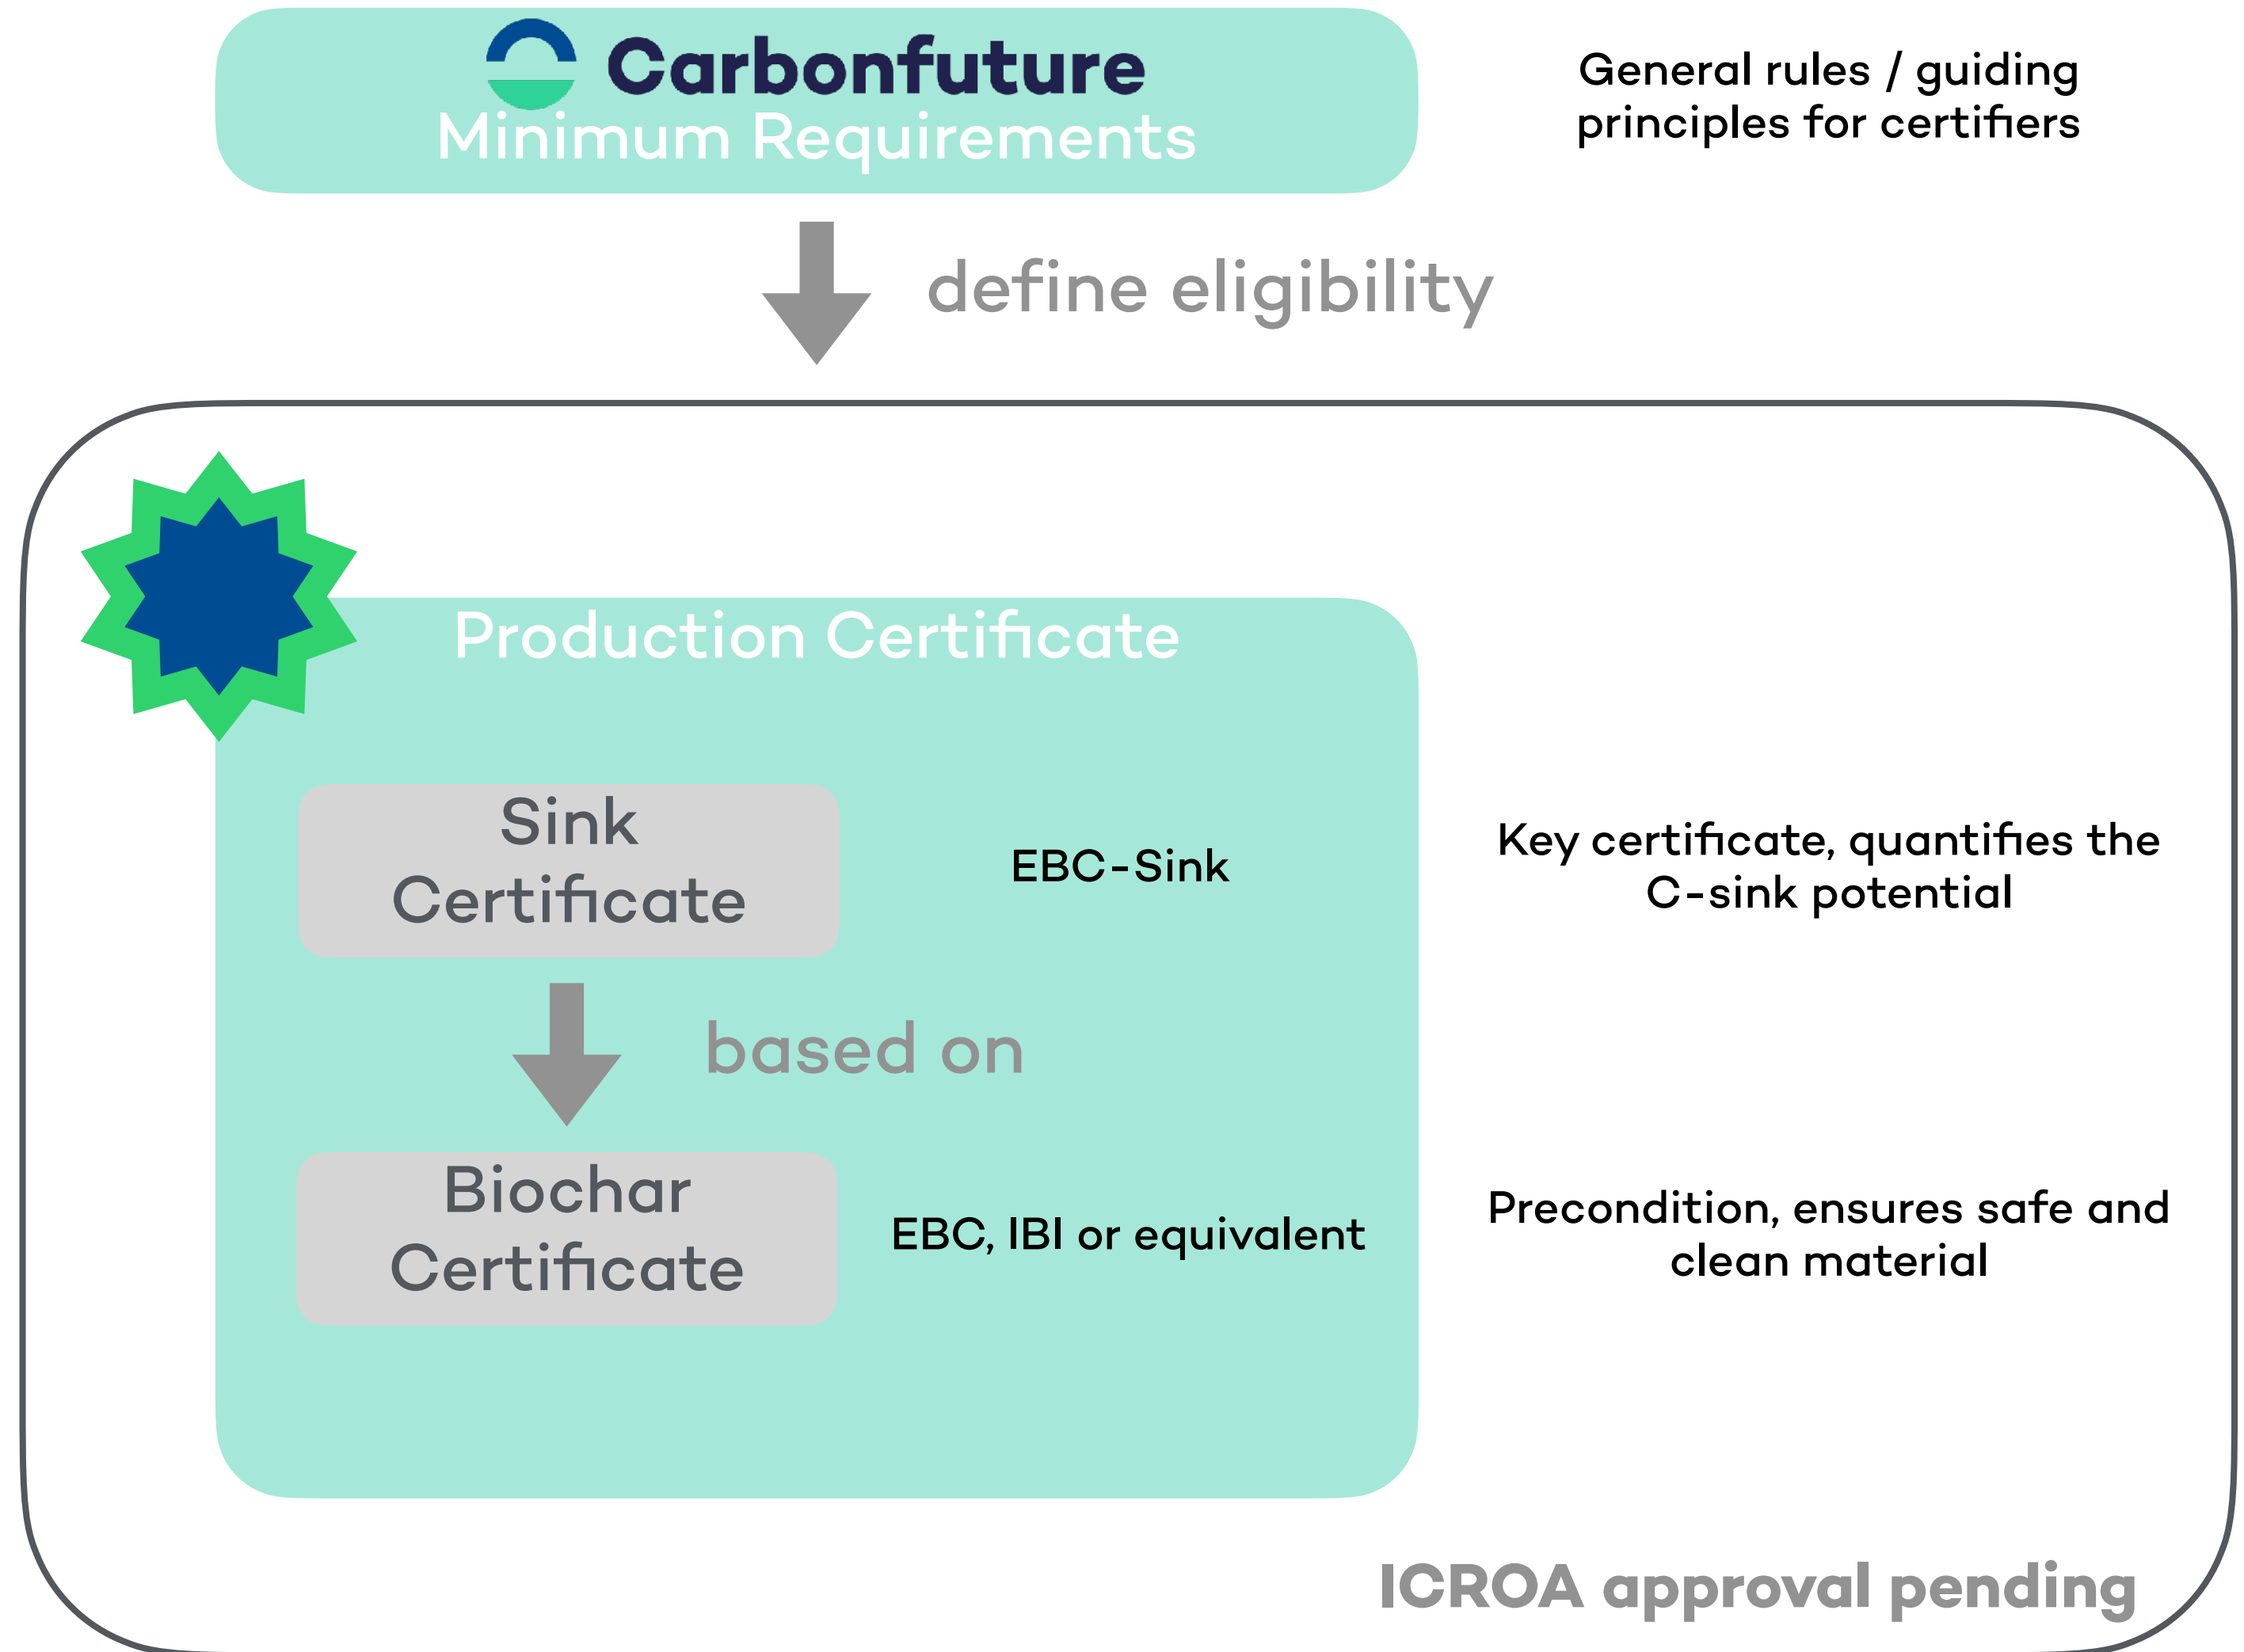 Carbonfuture
Minimum Requirements
General rules / guiding
principles for certifiers
define eligibility
Production Certificate
Sink
Certificate
EBC-Sink
Key certificate, quantifies the
C-sink potential
based on
Biochar
Certificate
EBC, IBI or equivalent
Precondition, ensures safe and
clean material
ICROA approval pending